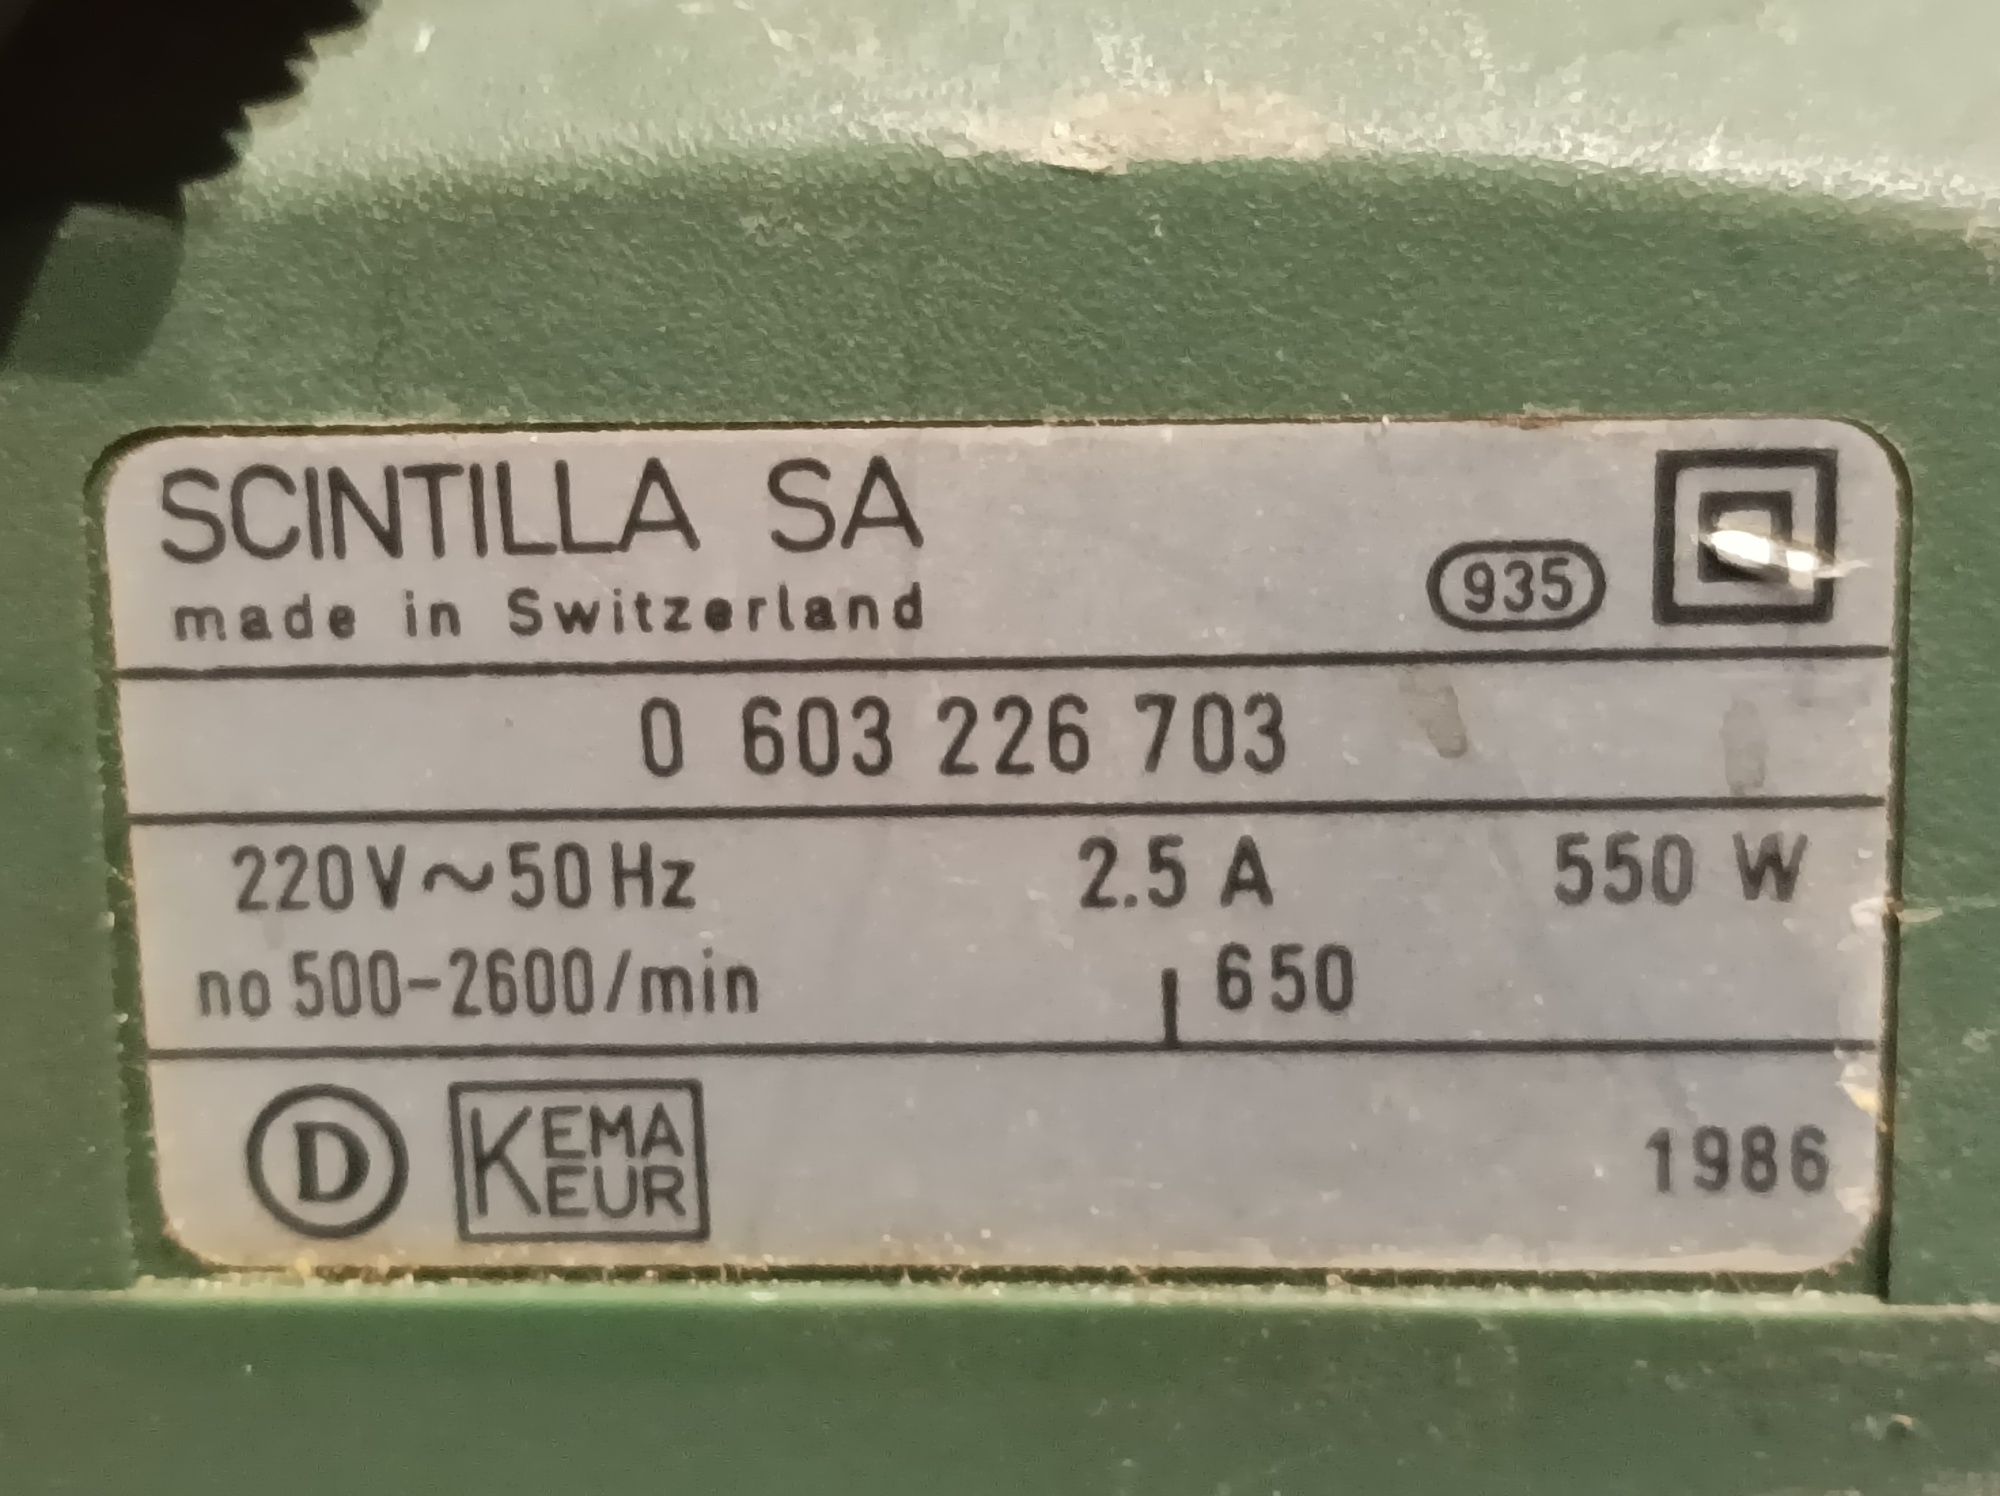 SCINTILLA SA
made in Switzerland
935
0 603 226 703
220V~50Hz 2.5 A 550 W
no 500-2600/min 650
D KEMA KEUR 1986